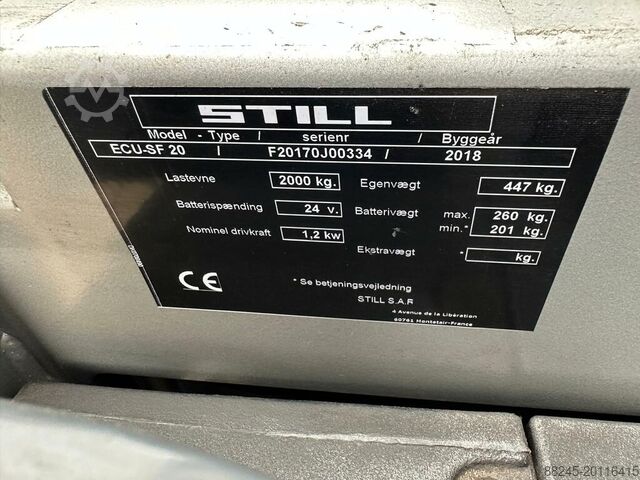 STILL
Model - Type / serienr / Byggeår
ECU-SF 20 / F20170J00334 / 2018
Lastevne 2000 kg. Egenvægt 447 kg.
Batterispænding 24 v. Batterivægt max. 260 kg.
min.* 201 kg.
Nominel drivkraft 1,2 kw
Ekstravægt * kg.
CE
* Se betjeningsvejledning
STILL S.A.R
4 Avenue de la Libération
60761 Montataire-France
88245-20116415